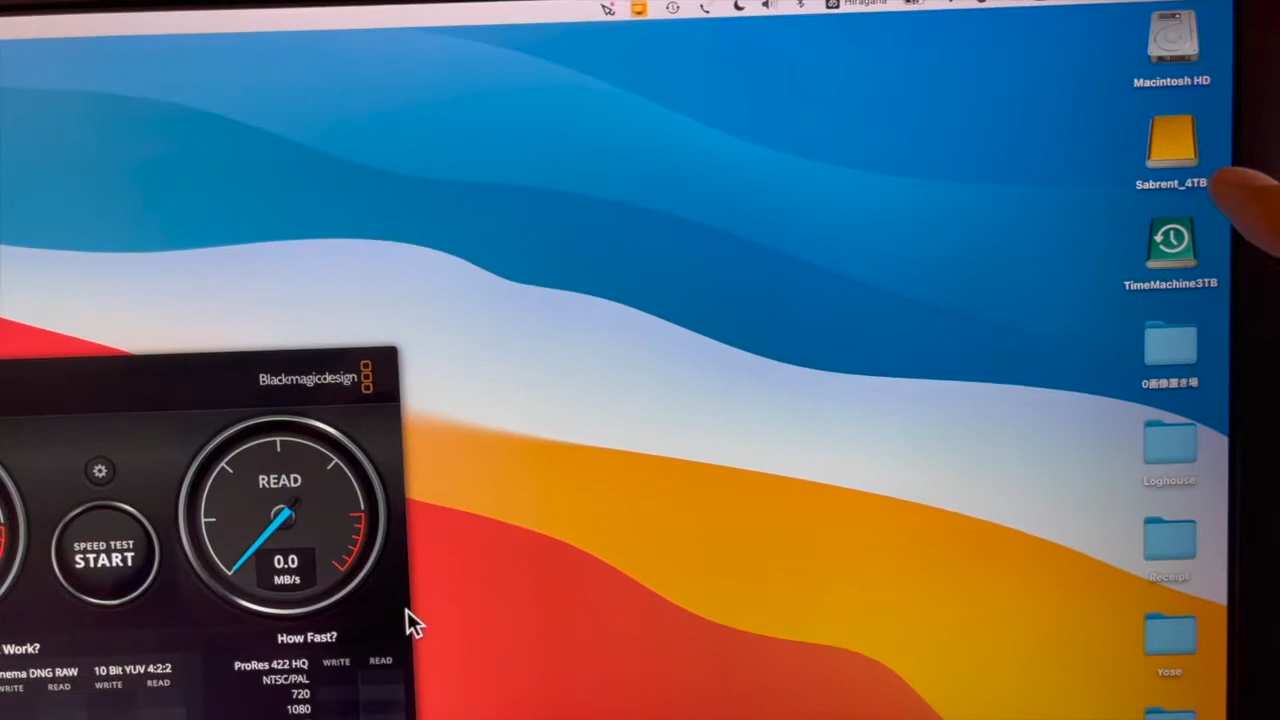 Hiragana
Macintosh HD
Sabrent_4TB
TimeMachine3TB
0画像置き場
Loghouse
Receipt
Yose
Blackmagicdesign
READ
0.0
MB/s
SPEED TEST
START
Work?
How Fast?
nema DNG RAW
10 Bit YUV 4:2:2
WRITE READ
WRITE READ
ProRes 422 HQ
WRITE READ
NTSC/PAL
720
1080